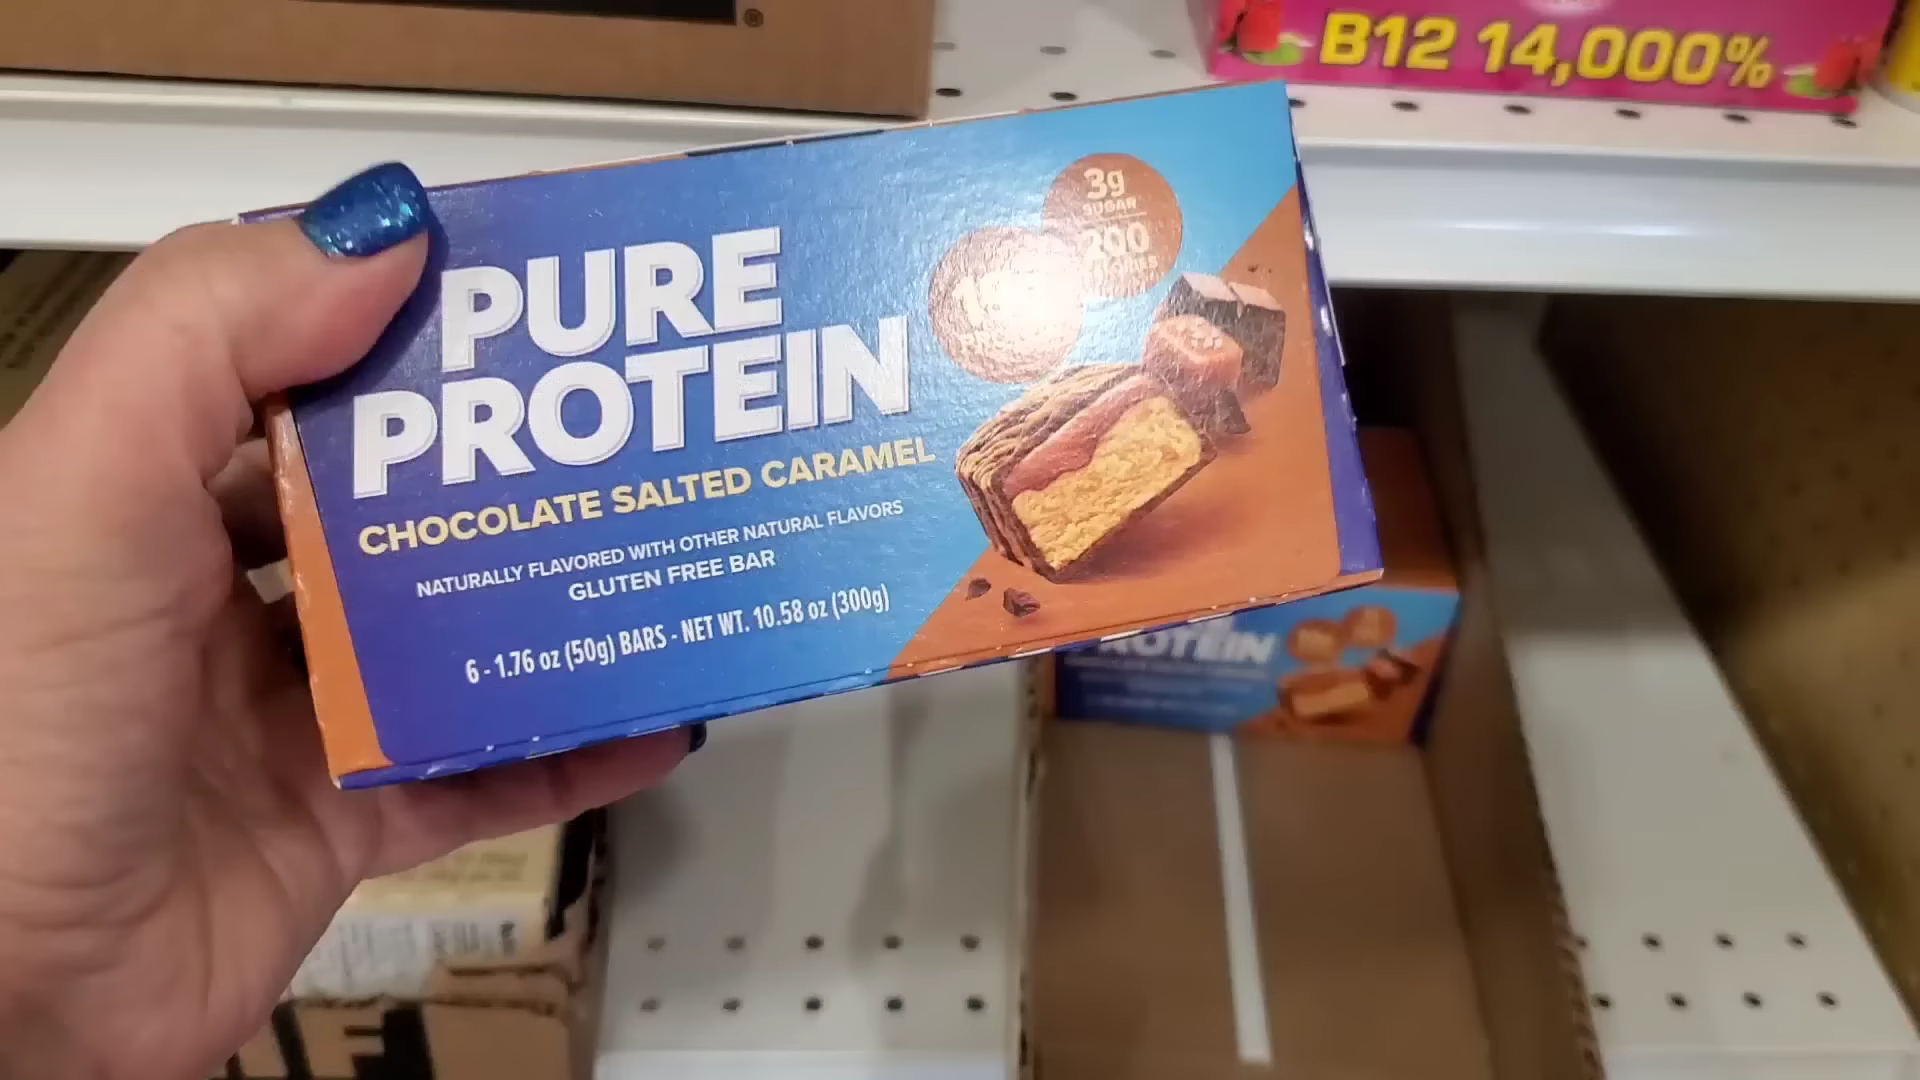 ®
B12 14,000%
PURE
PROTEIN
CHOCOLATE SALTED CARAMEL
NATURALLY FLAVORED WITH OTHER NATURAL FLAVORS
GLUTEN FREE BAR
6 - 1.76 oz (50g) BARS - NET WT. 10.58 oz (300g)
3g
SUGAR
200
CALORIES
PROTEIN